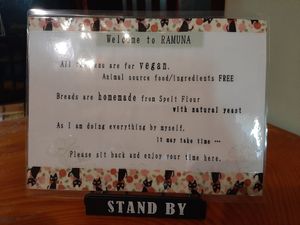 Welcome to RAMUNA
All menu are for vegan.
Animal source food/ingredients FREE
Breads are homemade from Spelt Flour
with natural yeast
As I am doing everything by myself,
it may take time ···
Please sit back and enjoy your time here.
STAND BY